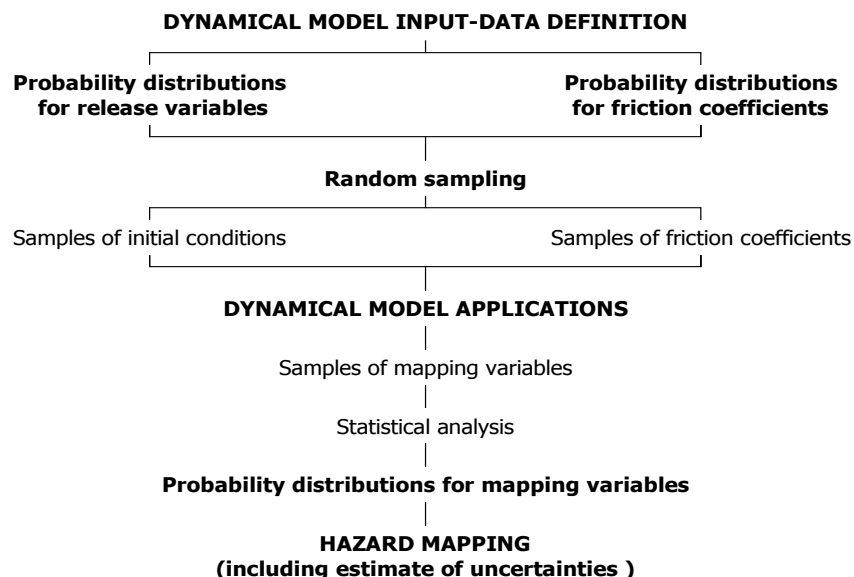 DYNAMICAL MODEL INPUT-DATA DEFINITION
Probability distributions
for release variables
Probability distributions
for friction coefficients
Random sampling
Samples of initial conditions
Samples of friction coefficients
DYNAMICAL MODEL APPLICATIONS
Samples of mapping variables
Statistical analysis
Probability distributions for mapping variables
HAZARD MAPPING
(including estimate of uncertainties )